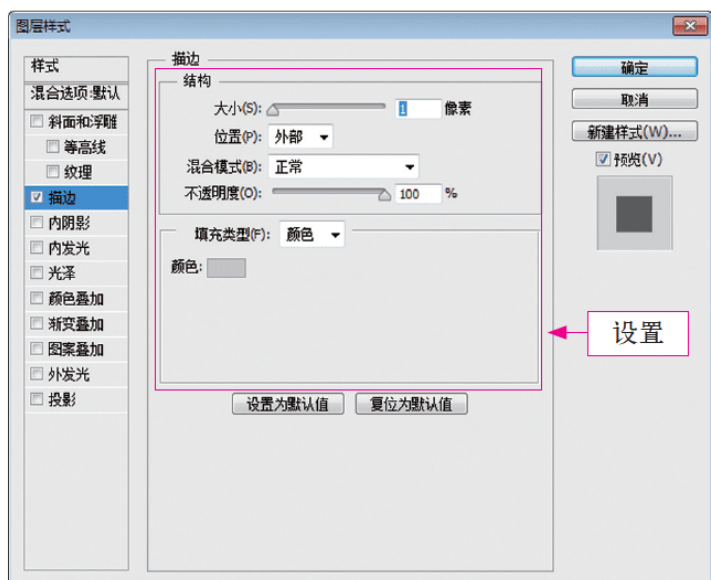 图层样式
样式
混合选项:默认
斜面和浮雕
等高线
纹理
描边
内阴影
内发光
光泽
颜色叠加
渐变叠加
图案叠加
外发光
投影
描边
结构
大小(S): 1 像素
位置(P): 外部
混合模式(B): 正常
不透明度(O): 100 %
填充类型(F): 颜色
颜色:
设置为默认值 复位为默认值
确定
取消
新建样式(W)...
预览(V)
设置